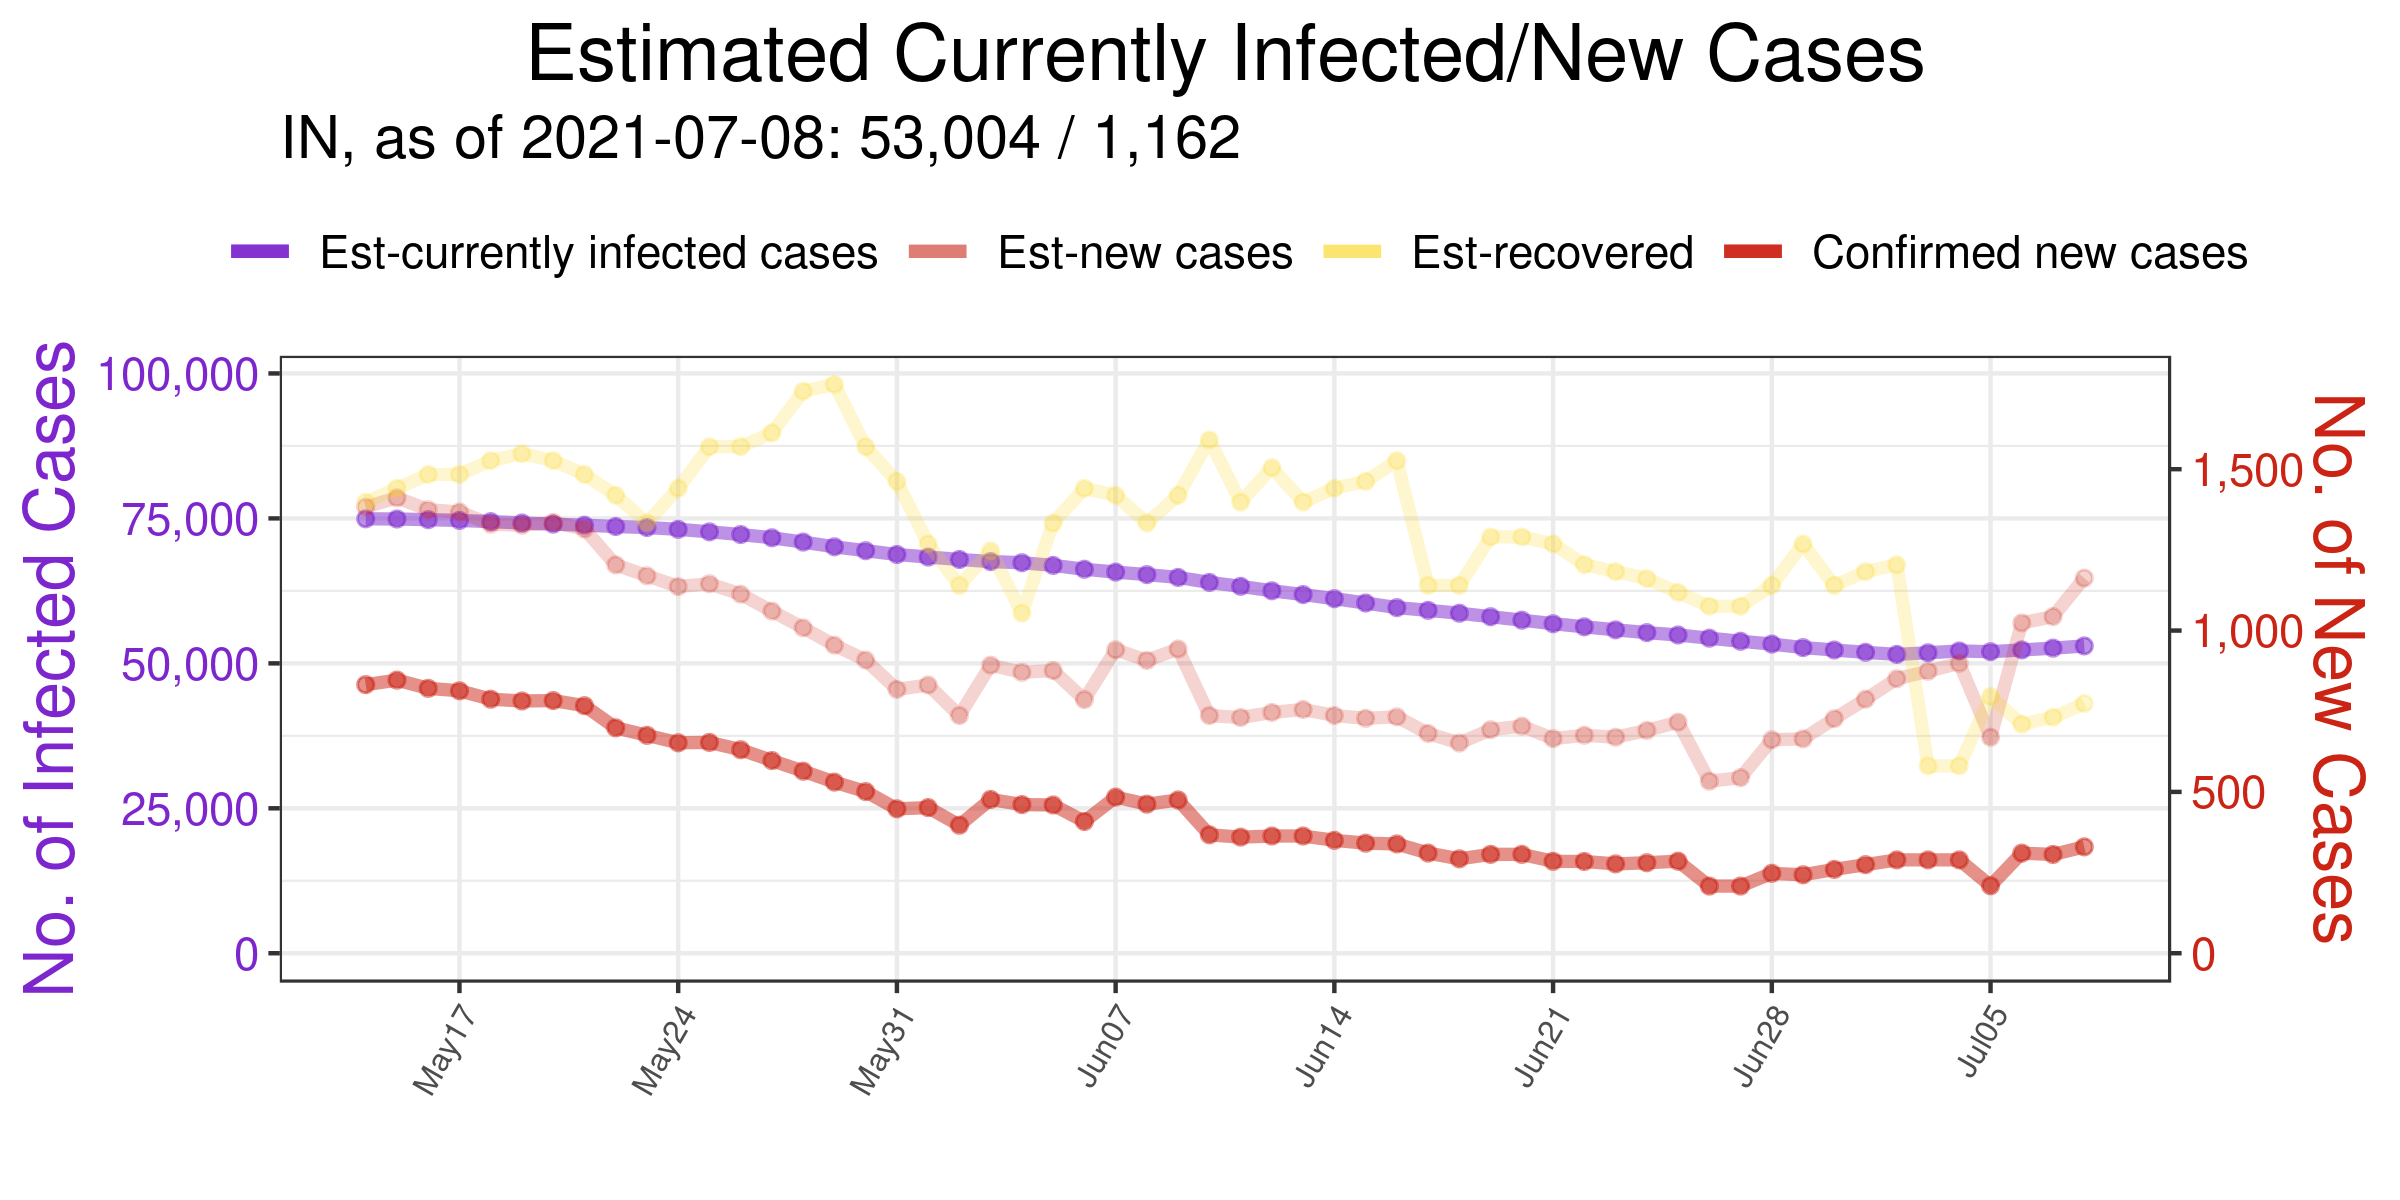 Estimated Currently Infected/New Cases
IN, as of 2021-07-08: 53,004 / 1,162
Est-currently infected cases Est-new cases Est-recovered Confirmed new cases
No. of Infected Cases
100,000
75,000
50,000
25,000
0
1,500
1,000
500
0
No. of New Cases
May17 May24 May31 Jun07 Jun14 Jun21 Jun28 Jul05